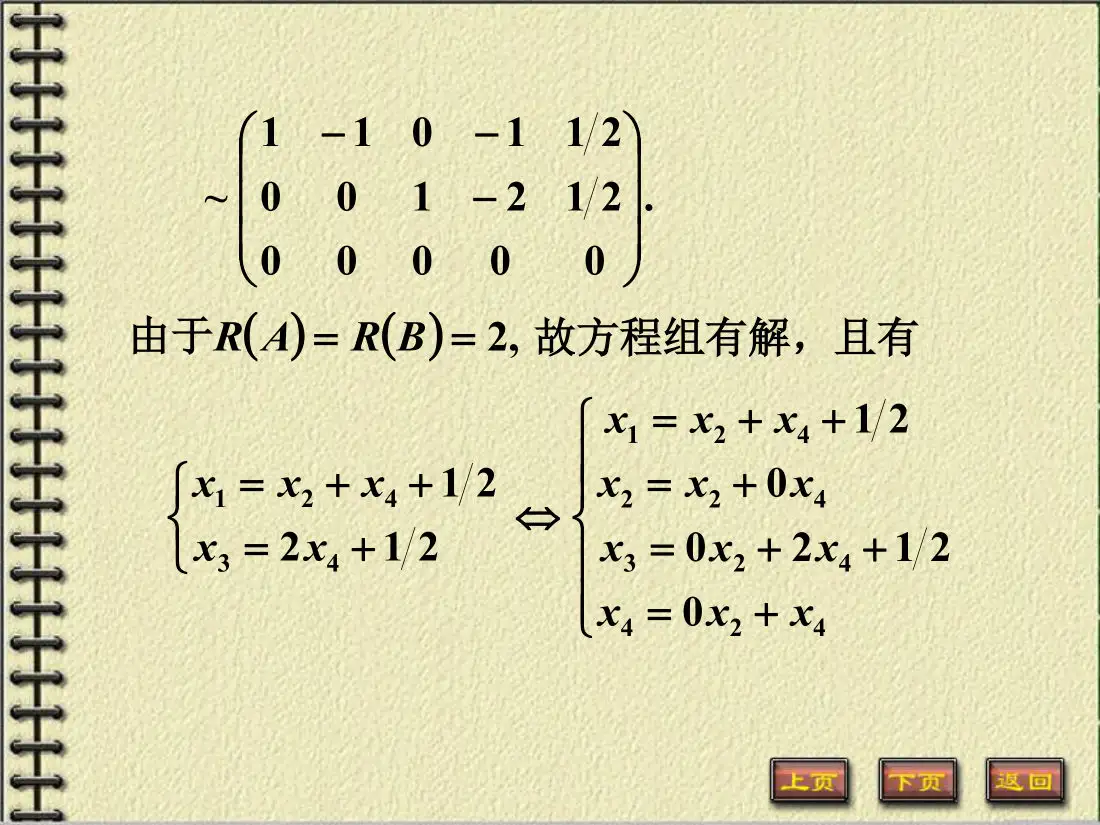 1 −1 0 −1 1/2
~ 0 0 1 −2 1/2 .
0 0 0 0 0
由于R(A) = R(B) = 2, 故方程组有解，且有
{ x₁ = x₂ + x₄ + 1/2
x₃ = 2x₄ + 1/2
⇔
{ x₁ = x₂ + x₄ + 1/2
x₂ = x₂ + 0x₄
x₃ = 0x₂ + 2x₄ + 1/2
x₄ = 0x₂ + x₄
上页 下页 返回